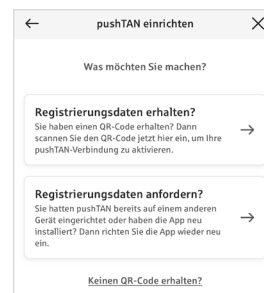 pushTAN einrichten
Was möchten Sie machen?
Registrierungsdaten erhalten?
Sie haben einen QR-Code erhalten? Dann
scannen Sie den QR-Code jetzt hier ein, um Ihre
pushTAN-Verbindung zu aktivieren.
Registrierungsdaten anfordern?
Sie hatten pushTAN bereits auf einem anderen
Gerät eingerichtet oder haben die App neu
installiert? Dann richten Sie die App wieder neu
ein.
Keinen QR-Code erhalten?